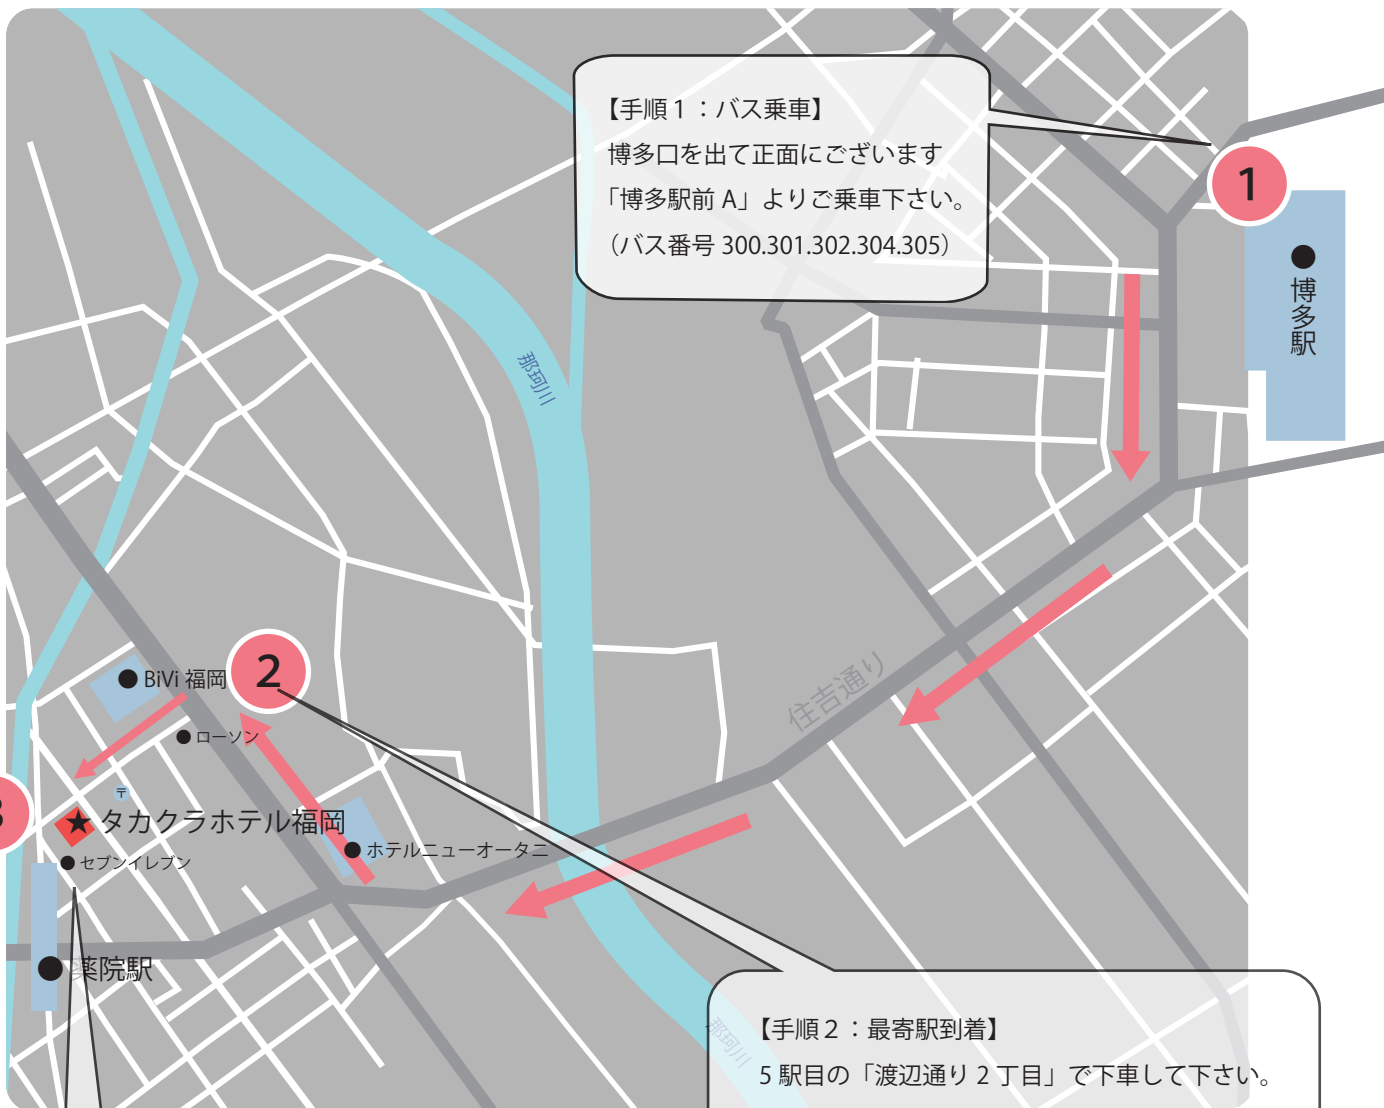 【手順1：バス乗車】
博多口を出て正面にございます
「博多駅前 A」よりご乗車下さい。
（バス番号 300.301.302.304.305）
1
博多駅
那珂川
住吉通り
BiVi 福岡
2
ローソン
〒
3
★ タカクラホテル福岡
セブンイレブン
ホテルニューオータニ
薬院駅
那珂川
【手順2：最寄駅到着】
5 駅目の「渡辺通り 2 丁目」で下車して下さい。